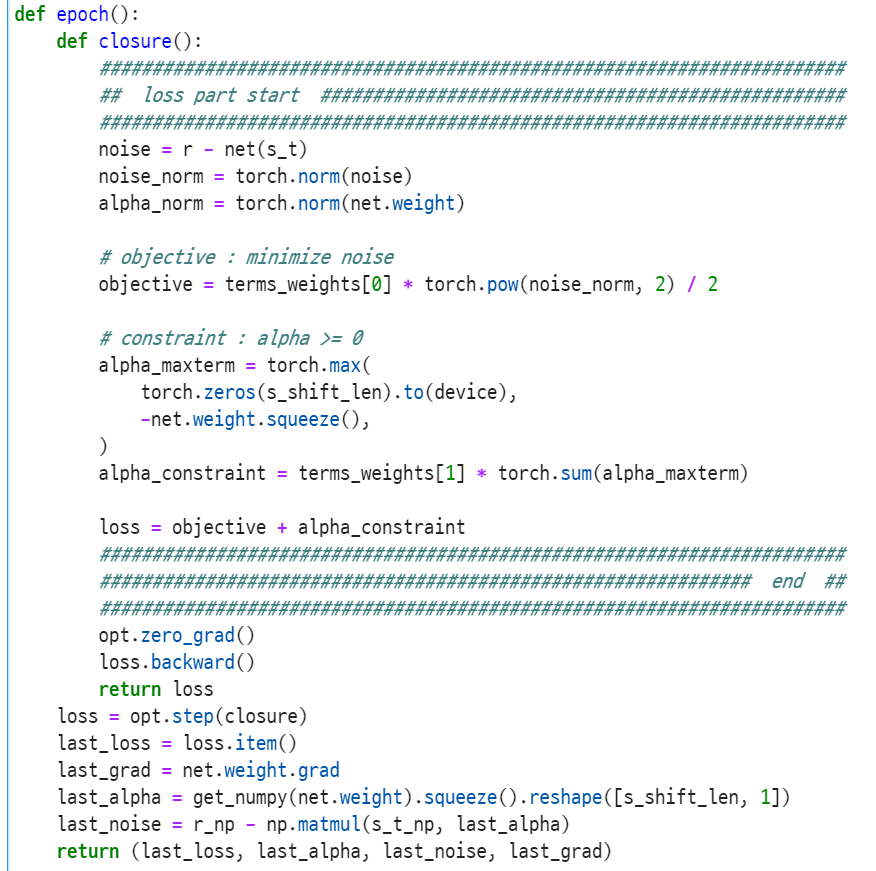 def epoch():
    def closure():
        #######################################################################
        ##  loss part start  ##################################################
        #######################################################################
        noise = r - net(s_t)
        noise_norm = torch.norm(noise)
        alpha_norm = torch.norm(net.weight)

        # objective : minimize noise
        objective = terms_weights[0] * torch.pow(noise_norm, 2) / 2

        # constraint : alpha >= 0
        alpha_maxterm = torch.max(
            torch.zeros(s_shift_len).to(device),
            -net.weight.squeeze(),
        )
        alpha_constraint = terms_weights[1] * torch.sum(alpha_maxterm)

        loss = objective + alpha_constraint
        #######################################################################
        ##############################################################  end  ##
        #######################################################################
        opt.zero_grad()
        loss.backward()
        return loss
    loss = opt.step(closure)
    last_loss = loss.item()
    last_grad = net.weight.grad
    last_alpha = get_numpy(net.weight).squeeze().reshape([s_shift_len, 1])
    last_noise = r_np - np.matmul(s_t_np, last_alpha)
    return (last_loss, last_alpha, last_noise, last_grad)